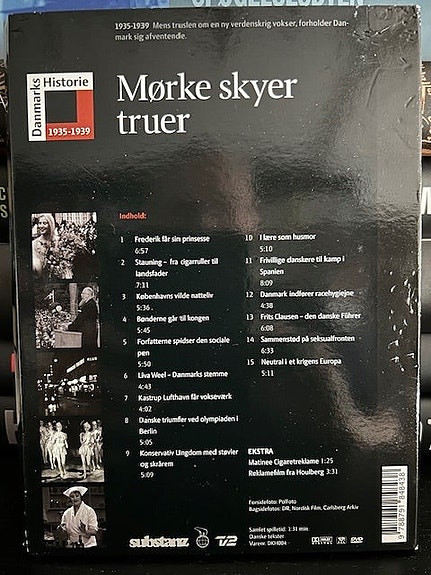 1935-1939 Mens truslen om en ny verdenskrig vokser, forholder Dan-
mark sig afventende.
Danmarks
Historie
1935-1939
Mørke skyer
truer
Indhold:
1 Frederik får sin prinsesse
6:57
2 Stauning – fra cigarruller til
landsfader
7:11
3 Københavns vilde natteliv
5:36
4 Bønderne går til kongen
5:45
5 Forfatterne spidser den sociale
pen
5:50
6 Liva Weel – Danmarks stemme
4:43
7 Kastrup Lufthavn får vokseværk
4:02
8 Danske triumfer ved olympiaden i
Berlin
5:05
9 Konservativ Ungdom med støvler
og skrårem
5:09
10 I lære som husmor
5:10
11 Frivillige danskere til kamp i
Spanien
8:09
12 Danmark indfører racehygiejne
4:38
13 Frits Clausen – den danske Führer
6:08
14 Sammenstød på seksualfronten
6:33
15 Neutral i et krigens Europa
5:11
EKSTRA
Matinee Cigaretreklame 1:25
Reklamefilm fra Houlberg 3:31
Forsidefoto: Polfoto
Bagsidefotos: DR, Nordisk Film, Carlsberg Arkiv
substanz
TV2
Samlet spilletid: 1:31 min.
Danske tekster
Varenr. DKH004
DVD
9788791848438